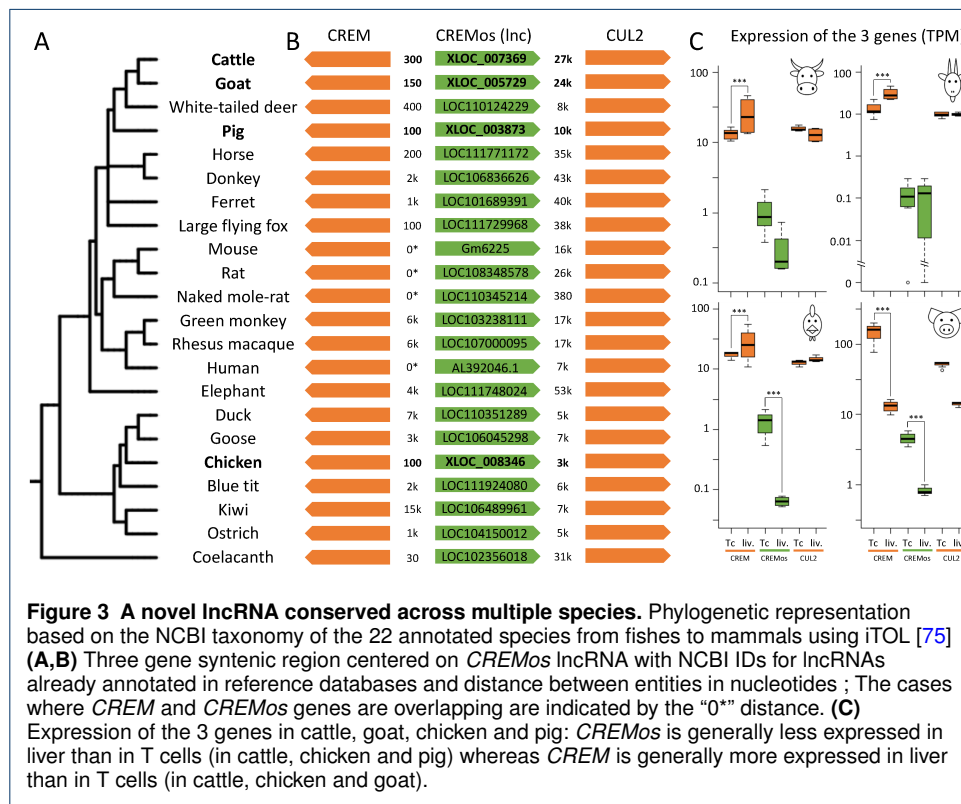 A
B
CREM CREMos (lnc) CUL2
C
Expression of the 3 genes (TPM)
Cattle 300 XLOC_007369 27k
Goat 150 XLOC_005729 24k
White-tailed deer 400 LOC110124229 8k
Pig 100 XLOC_003873 10k
Horse 200 LOC111771172 35k
Donkey 2k LOC106836626 43k
Ferret 1k LOC101689391 40k
Large flying fox 100 LOC111729968 38k
Mouse 0* Gm6225 16k
Rat 0* LOC108348578 26k
Naked mole-rat 0* LOC110345214 380
Green monkey 6k LOC103238111 17k
Rhesus macaque 6k LOC107000095 17k
Human 0* AL392046.1 7k
Elephant 4k LOC111748024 53k
Duck 7k LOC110351289 5k
Goose 3k LOC106045298 7k
Chicken 100 XLOC_008346 3k
Blue tit 2k LOC111924080 6k
Kiwi 15k LOC106489961 7k
Ostrich 1k LOC104150012 5k
Coelacanth 30 LOC102356018 31k
100
10
1
0.1
***
100
10
1
0.1
0.01
0
***
100
10
1
0.1
***
***
100
10
1
***
***
Tc liv. Tc liv. Tc liv.
CREM CREMos CUL2
Tc liv. Tc liv. Tc liv.
CREM CREMos CUL2
Figure 3 A novel lncRNA conserved across multiple species. Phylogenetic representation
based on the NCBI taxonomy of the 22 annotated species from fishes to mammals using iTOL [75]
(A,B) Three gene syntenic region centered on CREMos lncRNA with NCBI IDs for lncRNAs
already annotated in reference databases and distance between entities in nucleotides ; The cases
where CREM and CREMos genes are overlapping are indicated by the “0*” distance. (C)
Expression of the 3 genes in cattle, goat, chicken and pig: CREMos is generally less expressed in
liver than in T cells (in cattle, chicken and pig) whereas CREM is generally more expressed in liver
than in T cells (in cattle, chicken and goat).